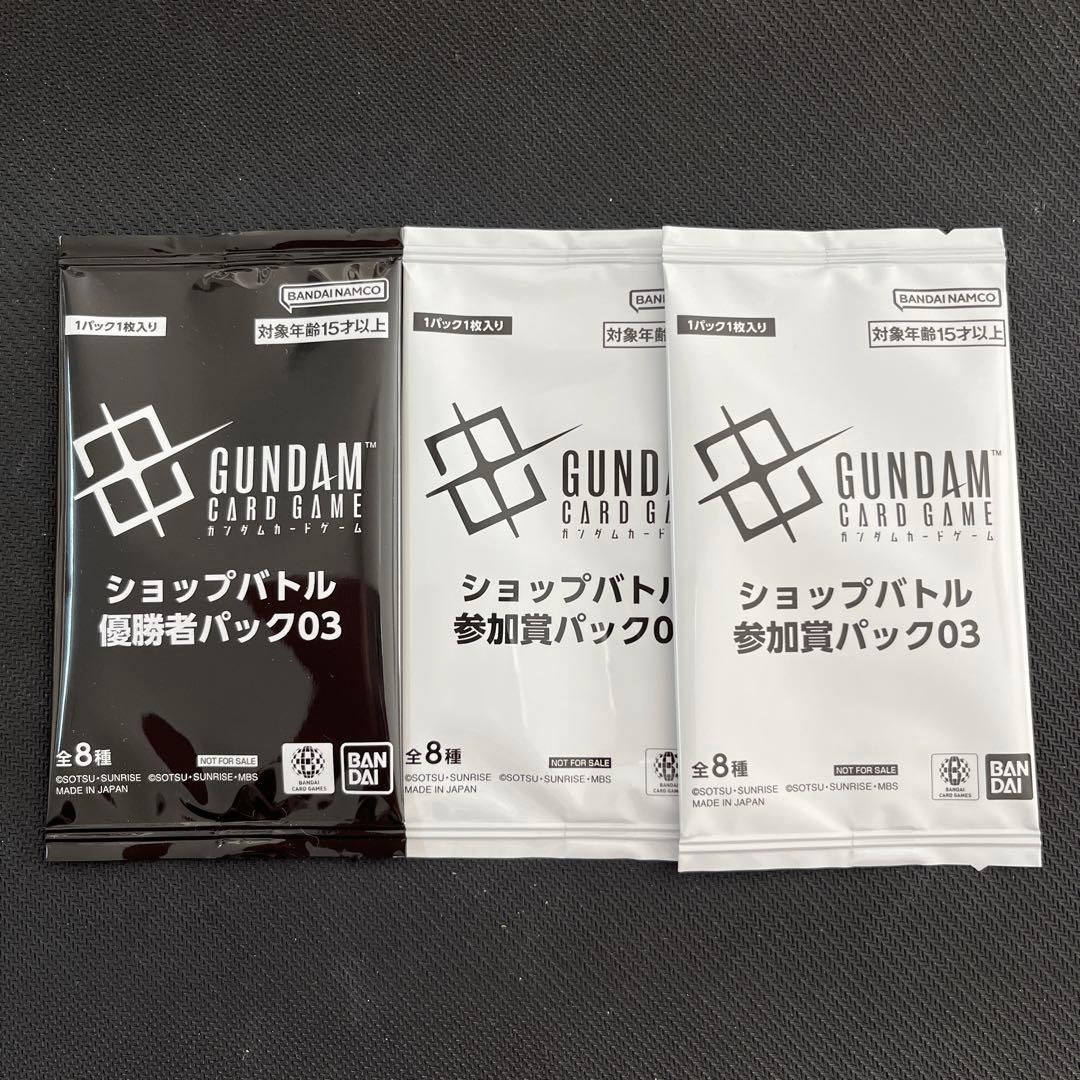 BANDAI NAMCO
1パック1枚入り
対象年齢15才以上
GUNDAM™
CARD GAME
ガンダムカードゲーム
ショップバトル
優勝者パック03
全8種
NOT FOR SALE
©SOTSU・SUNRISE ©SOTSU・SUNRISE・MBS
MADE IN JAPAN
BANDAI
CARD GAMES
BAN
DAI
BAND
1パック1枚入り
対象年齢
GUNDA
CARD GA
ガンダムカード
ショップバトル
参加賞パック0
全8種
NOT FOR SALE
©SOTSU・SUNRISE ©SOTSU・SUNRISE・MBS
MADE IN JAPAN
BANDAI NAMCO
1パック1枚入り
対象年齢15才以上
GUNDAM™
CARD GAME
ガンダムカードゲーム
ショップバトル
参加賞パック03
全8種
NOT FOR SALE
©SOTSU・SUNRISE ©SOTSU・SUNRISE・MBS
MADE IN JAPAN
BANDAI
CARD GAMES
BAN
DAI